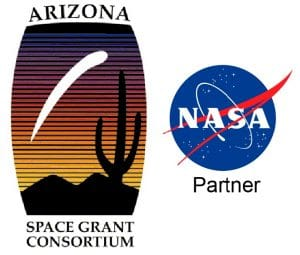 ARIZONA
SPACE GRANT
CONSORTIUM
NASA
Partner